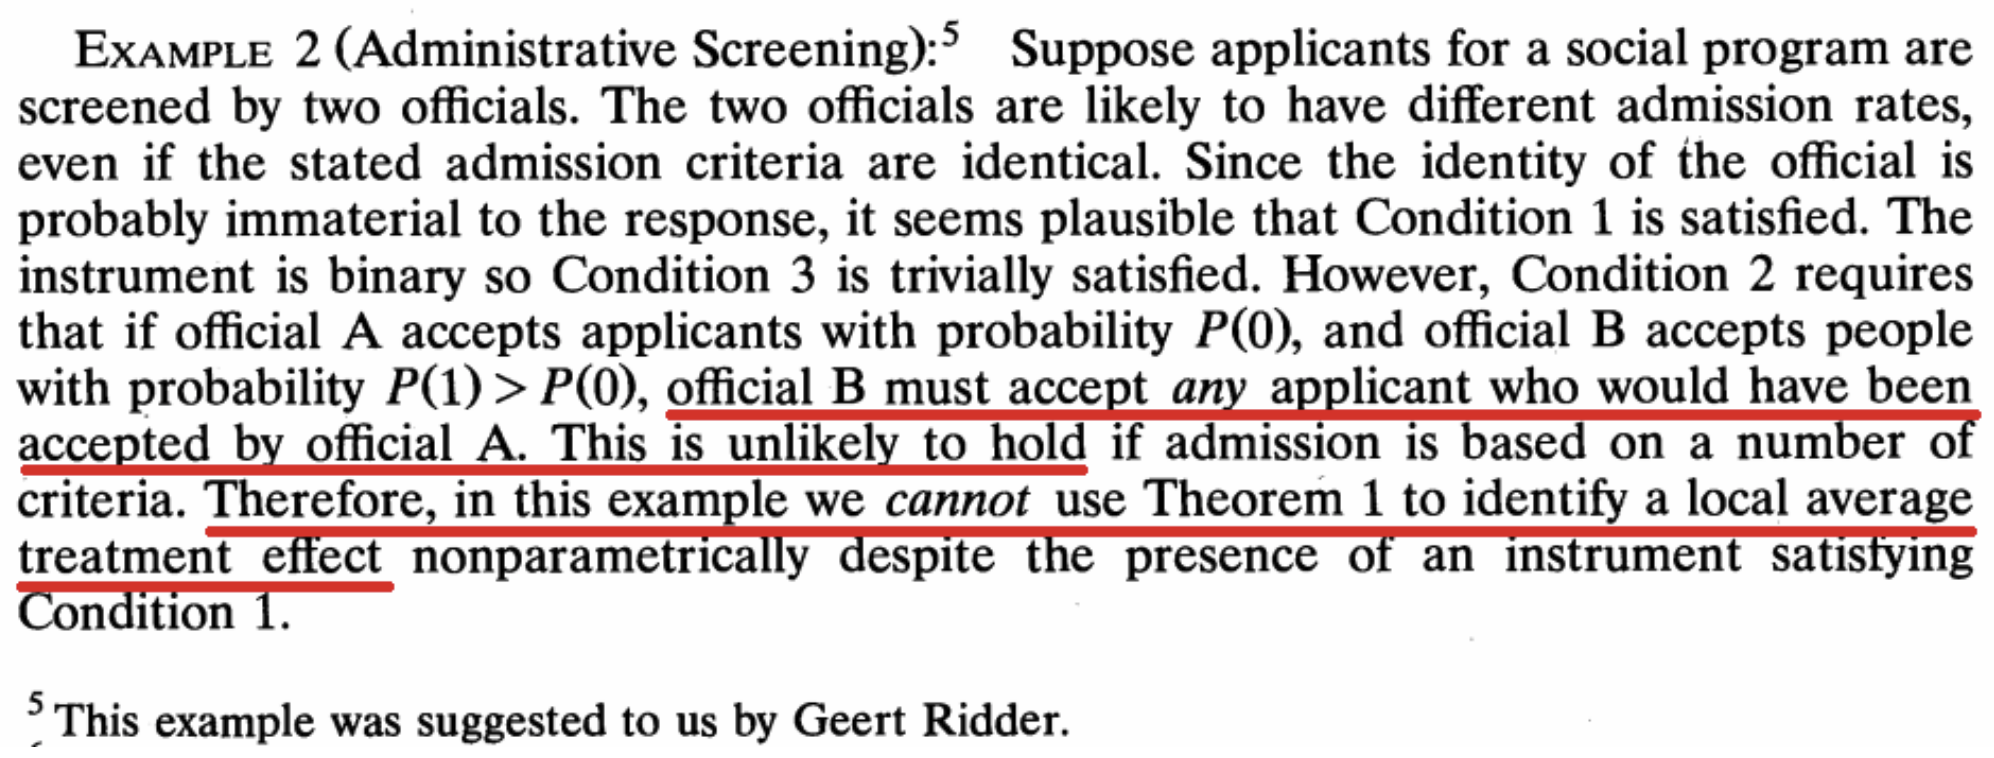 EXAMPLE 2 (Administrative Screening):⁵ Suppose applicants for a social program are
screened by two officials. The two officials are likely to have different admission rates,
even if the stated admission criteria are identical. Since the identity of the official is
probably immaterial to the response, it seems plausible that Condition 1 is satisfied. The
instrument is binary so Condition 3 is trivially satisfied. However, Condition 2 requires
that if official A accepts applicants with probability P(0), and official B accepts people
with probability P(1) > P(0), official B must accept any applicant who would have been
accepted by official A. This is unlikely to hold if admission is based on a number of
criteria. Therefore, in this example we cannot use Theorem 1 to identify a local average
treatment effect nonparametrically despite the presence of an instrument satisfying
Condition 1.
⁵ This example was suggested to us by Geert Ridder.